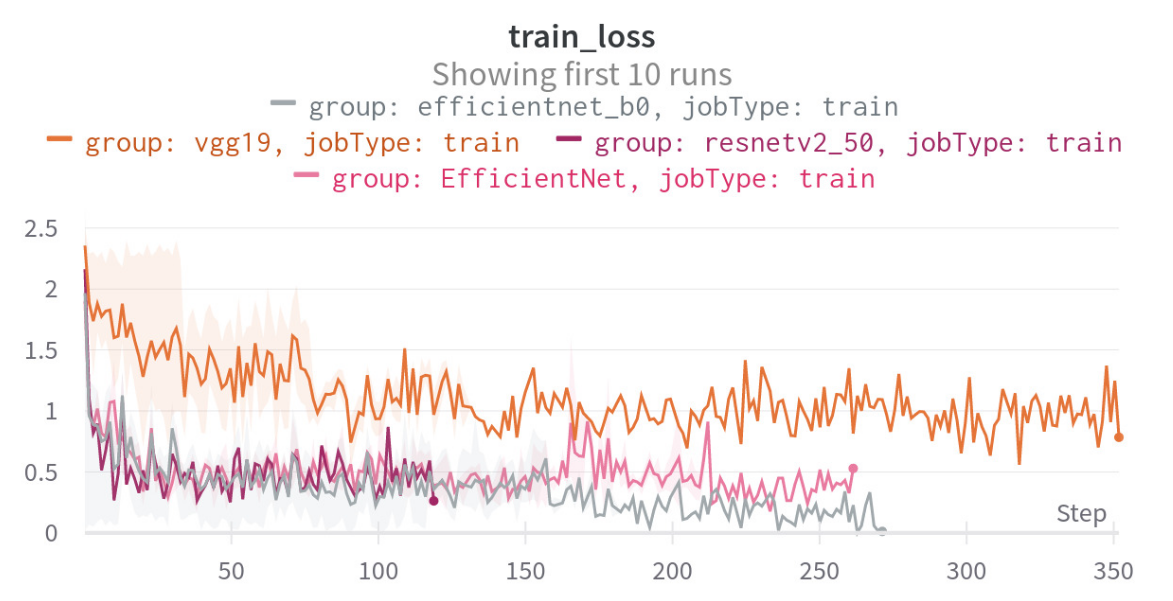 train_loss
Showing first 10 runs
group: efficientnet_b0, jobType: train
group: vgg19, jobType: train group: resnetv2_50, jobType: train
group: EfficientNet, jobType: train
2.5
2
1.5
1
0.5
0
Step
50 100 150 200 250 300 350